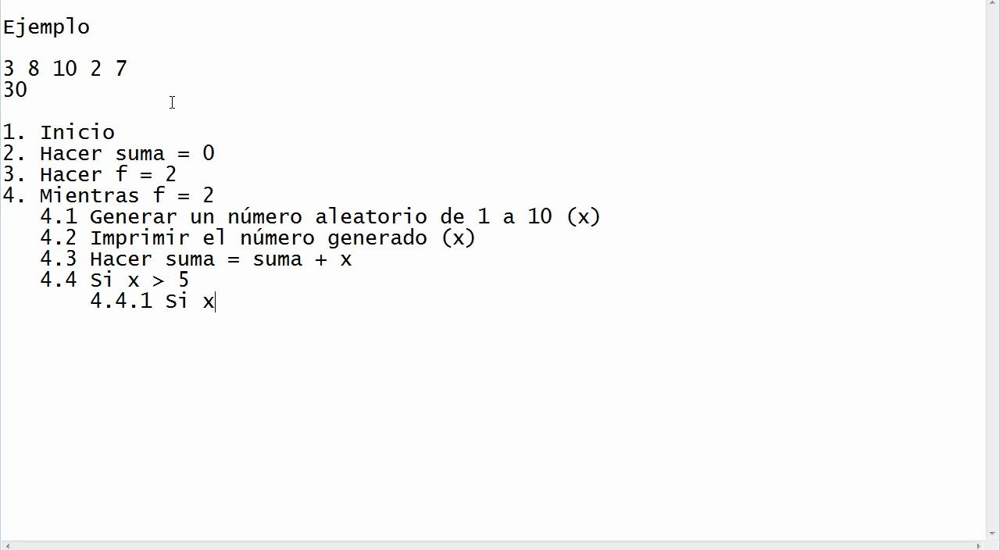 Ejemplo
3 8 10 2 7
30
1. Inicio
2. Hacer suma = 0
3. Hacer f = 2
4. Mientras f = 2
4.1 Generar un número aleatorio de 1 a 10 (x)
4.2 Imprimir el número generado (x)
4.3 Hacer suma = suma + x
4.4 Si x > 5
4.4.1 Si x